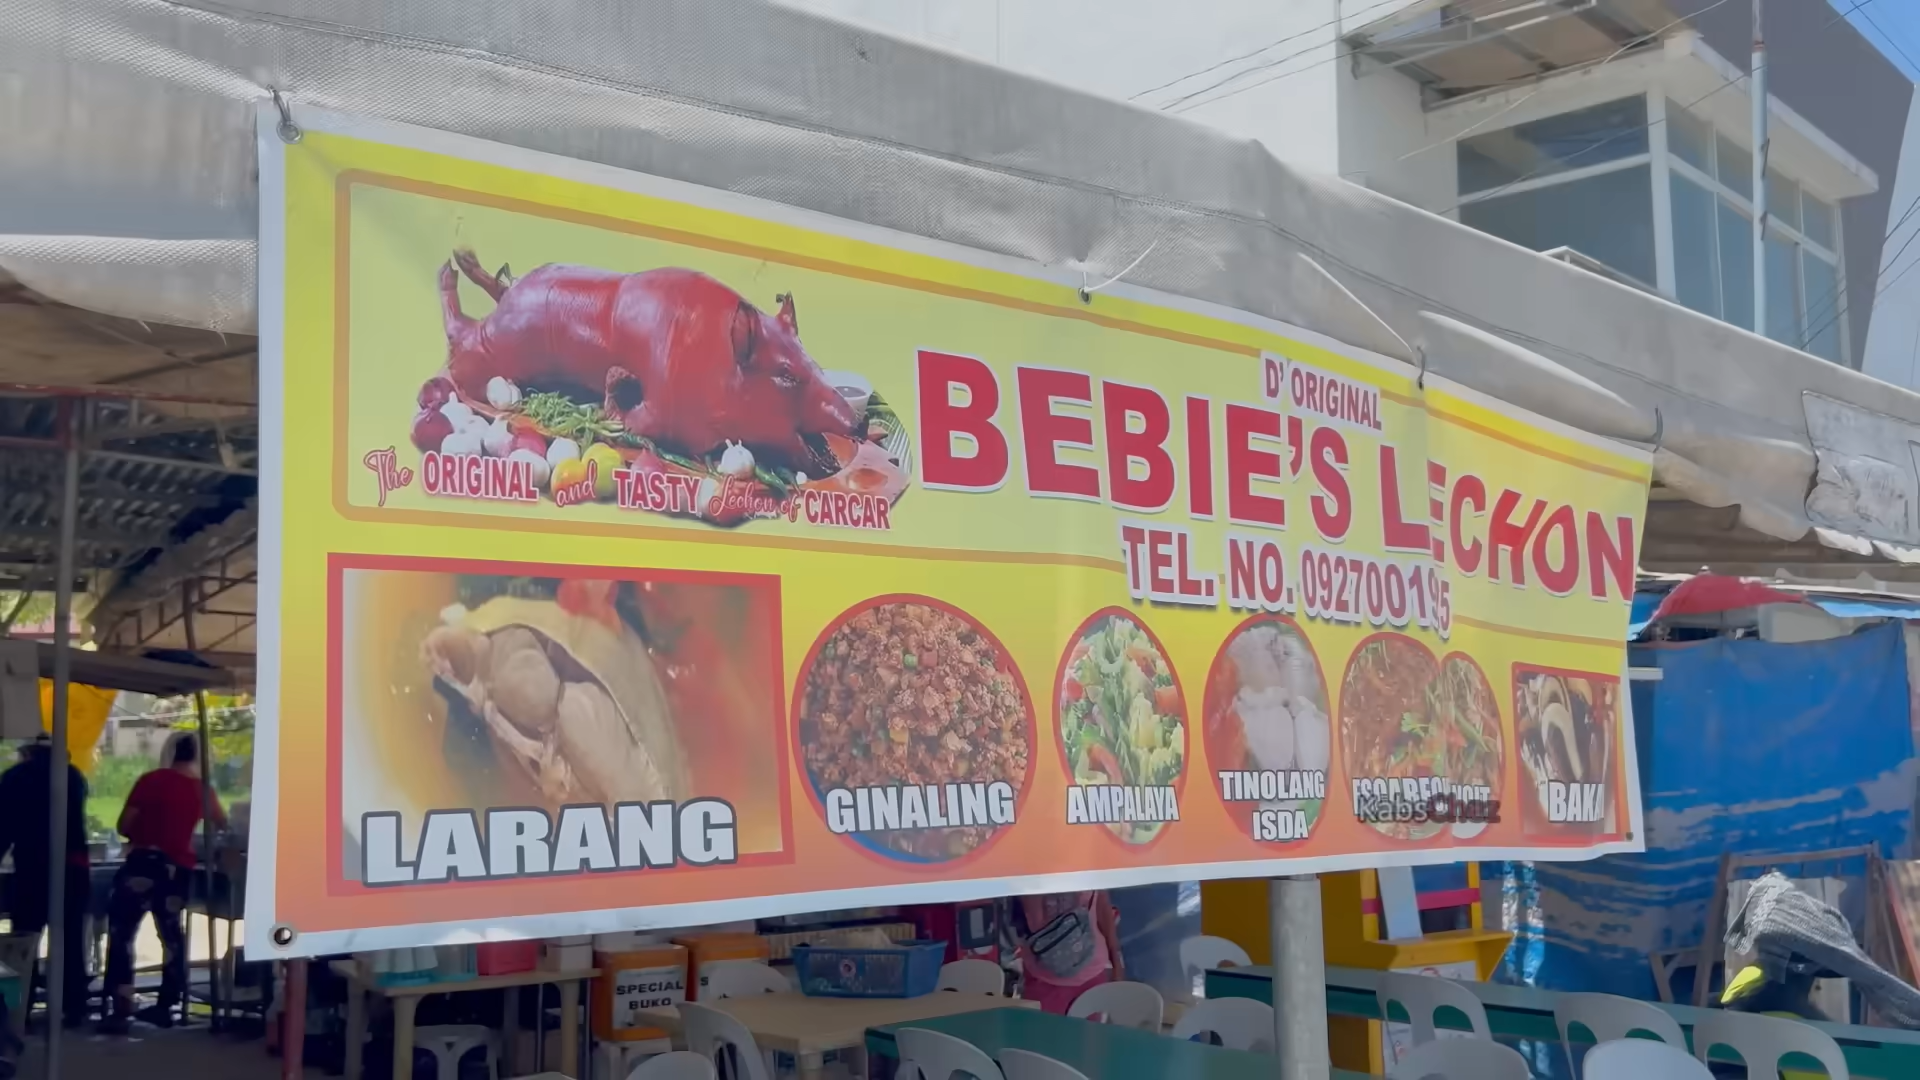 D' ORIGINAL
BEBIE'S LECHON
TEL. NO.
The ORIGINAL and TASTY Lechon of CARCAR
LARANG
GINALING
AMPALAYA
TINOLANG
ISDA
BAKA
KabsChuz
SPECIAL
BUKO